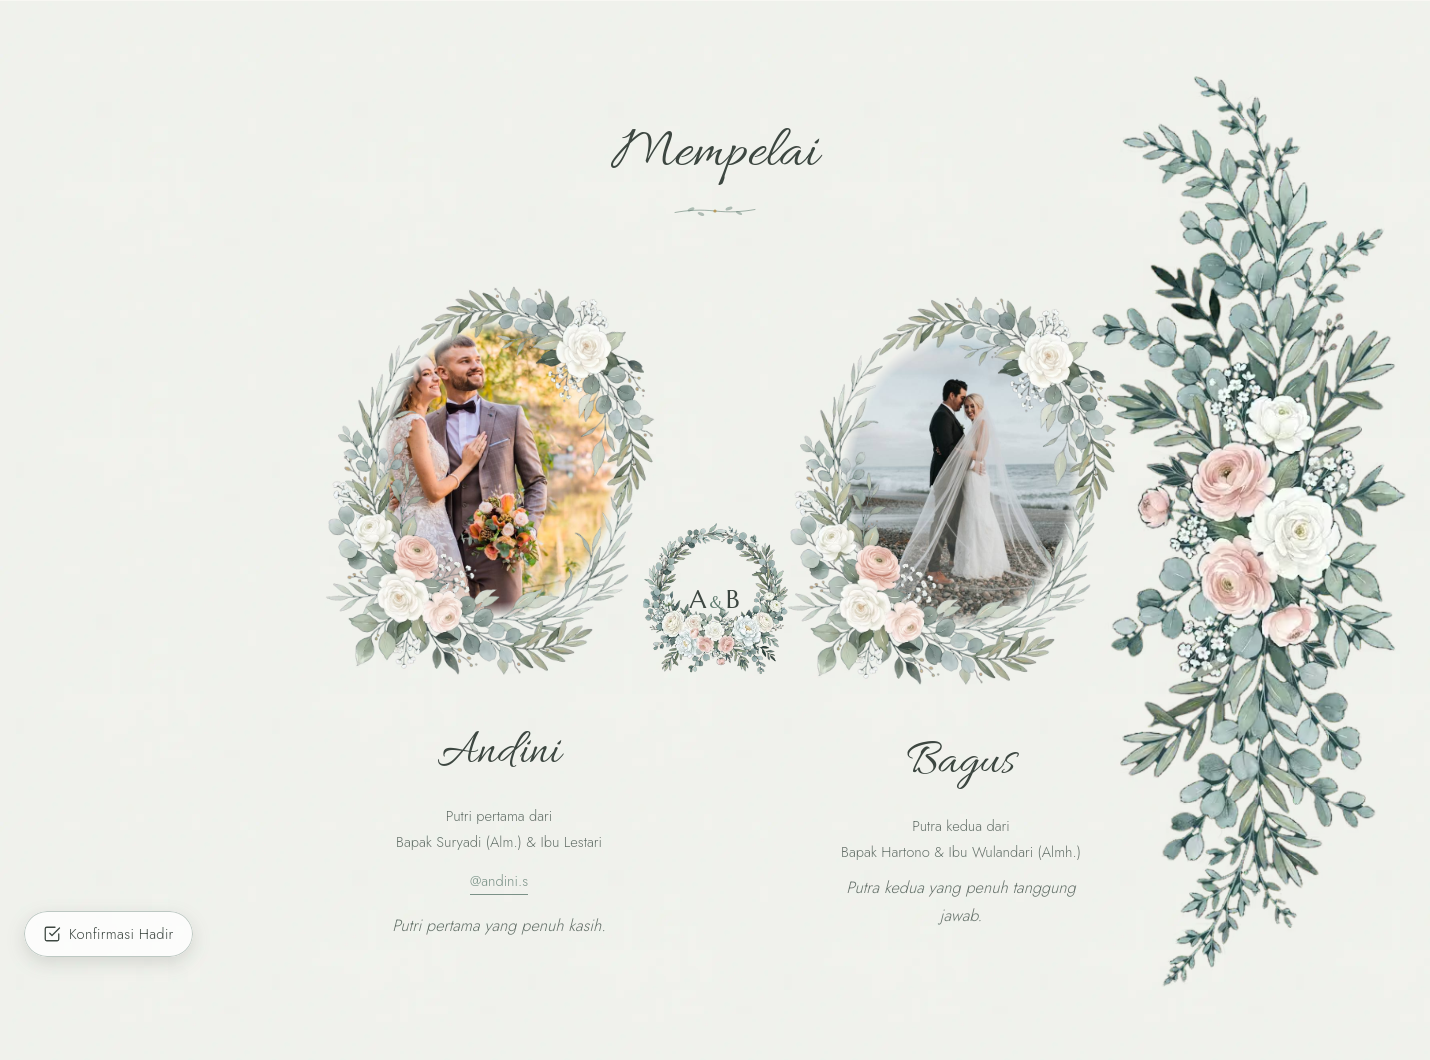 Mempelai
A & B
Andini
Putri pertama dari
Bapak Suryadi (Alm.) & Ibu Lestari
@andini.s
Putri pertama yang penuh kasih.
Bagus
Putra kedua dari
Bapak Hartono & Ibu Wulandari (Almh.)
Putra kedua yang penuh tanggung
jawab.
Konfirmasi Hadir